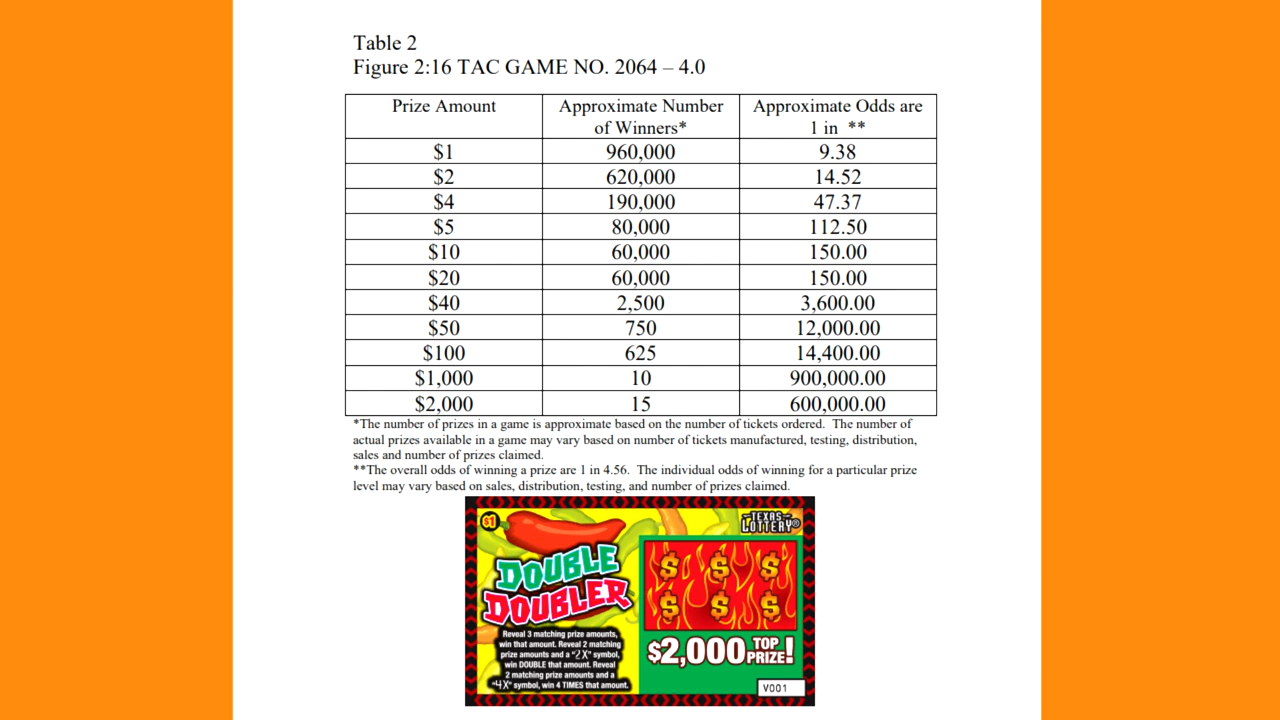 Table 2
Figure 2:16 TAC GAME NO. 2064 – 4.0
Prize Amount Approximate Number of Winners* Approximate Odds are 1 in **
$1 960,000 9.38
$2 620,000 14.52
$4 190,000 47.37
$5 80,000 112.50
$10 60,000 150.00
$20 60,000 150.00
$40 2,500 3,600.00
$50 750 12,000.00
$100 625 14,400.00
$1,000 10 900,000.00
$2,000 15 600,000.00
*The number of prizes in a game is approximate based on the number of tickets ordered. The number of
actual prizes available in a game may vary based on number of tickets manufactured, testing, distribution,
sales and number of prizes claimed.
**The overall odds of winning a prize are 1 in 4.56. The individual odds of winning for a particular prize
level may vary based on sales, distribution, testing, and number of prizes claimed.
$1
TEXAS
LOTTERY®
DOUBLE
DOUBLER
Reveal 3 matching prize amounts,
win that amount. Reveal 2 matching
prize amounts and a "2X" symbol,
win DOUBLE that amount. Reveal
2 matching prize amounts and a
"4X" symbol, win 4 TIMES that amount.
$ $ $
$ $ $
$2,000 TOP PRIZE!
V001